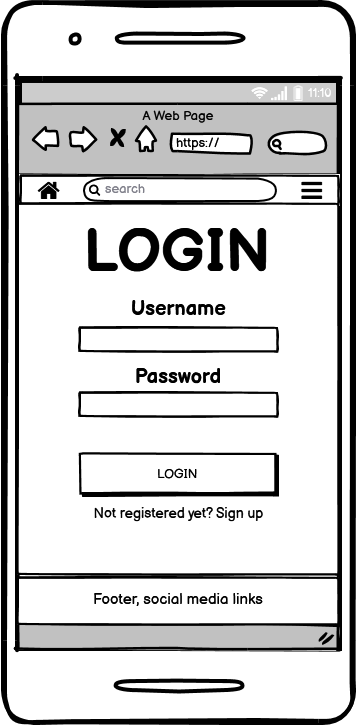 11:10
A Web Page
https://
search
LOGIN
Username
Password
LOGIN
Not registered yet? Sign up
Footer, social media links